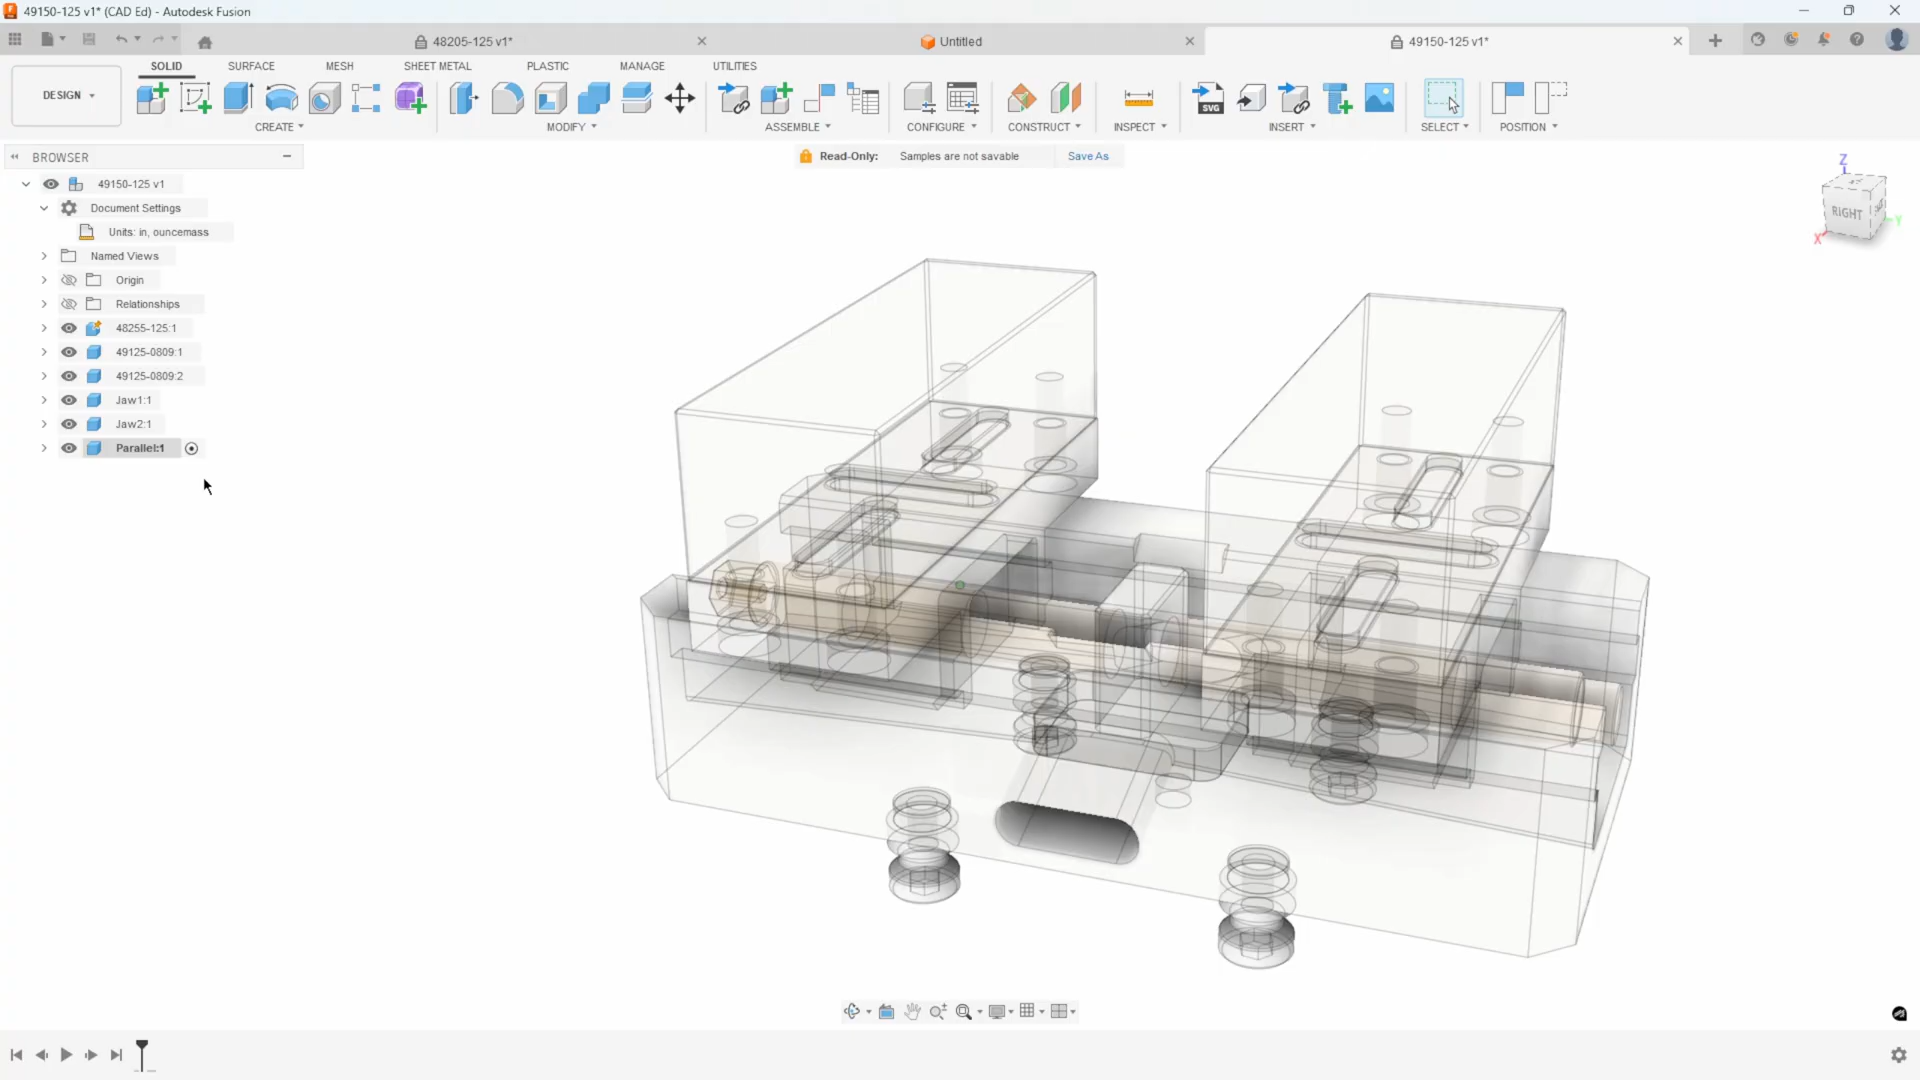 49150-125 v1* (CAD Ed) - Autodesk Fusion
48205-125 v1*
Untitled
49150-125 v1*
DESIGN
SOLID
SURFACE
MESH
SHEET METAL
PLASTIC
MANAGE
UTILITIES
SVG
CREATE
MODIFY
ASSEMBLE
CONFIGURE
CONSTRUCT
INSPECT
INSERT
SELECT
POSITION
BROWSER
Read-Only: Samples are not savable Save As
49150-125 v1
Document Settings
Units: in, ouncemass
Named Views
Origin
Relationships
48255-125:1
49125-0809:1
49125-0809:2
Jaw1:1
Jaw2:1
Parallel:1
Z
RIGHT
Y
X